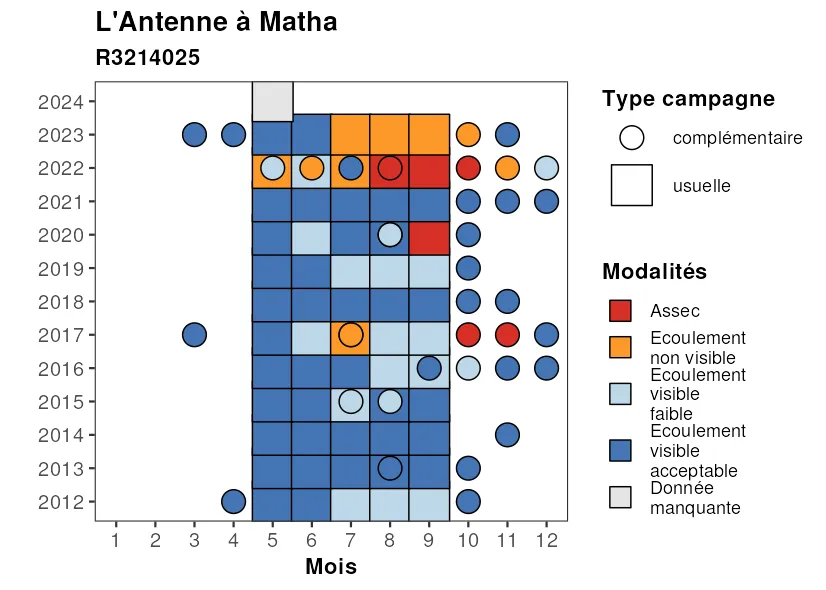 L'Antenne à Matha
R3214025
2024
2023
2022
2021
2020
2019
2018
2017
2016
2015
2014
2013
2012
1 2 3 4 5 6 7 8 9 10 11 12
Mois
Type campagne
complémentaire
usuelle
Modalités
Assec
Ecoulement
non visible
Ecoulement
visible
faible
Ecoulement
visible
acceptable
Donnée
manquante